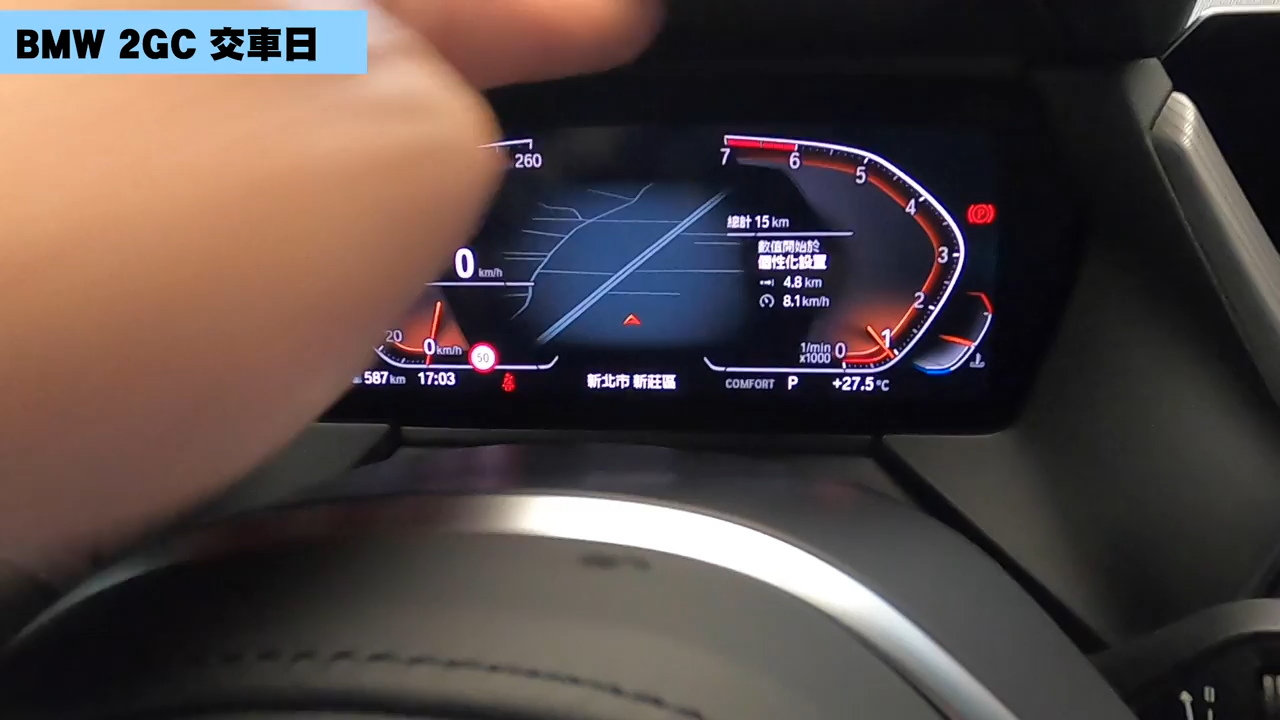 BMW 2GC 交車日
260
7
6
5
4
3
2
1
0
1/min
x1000
總計 15 km
數值開始於
個性化設置
4.8 km
8.1 km/h
0 km/h
20
0 km/h
50
587 km 17:03
新北市 新莊區
COMFORT P +27.5 °C
(P)